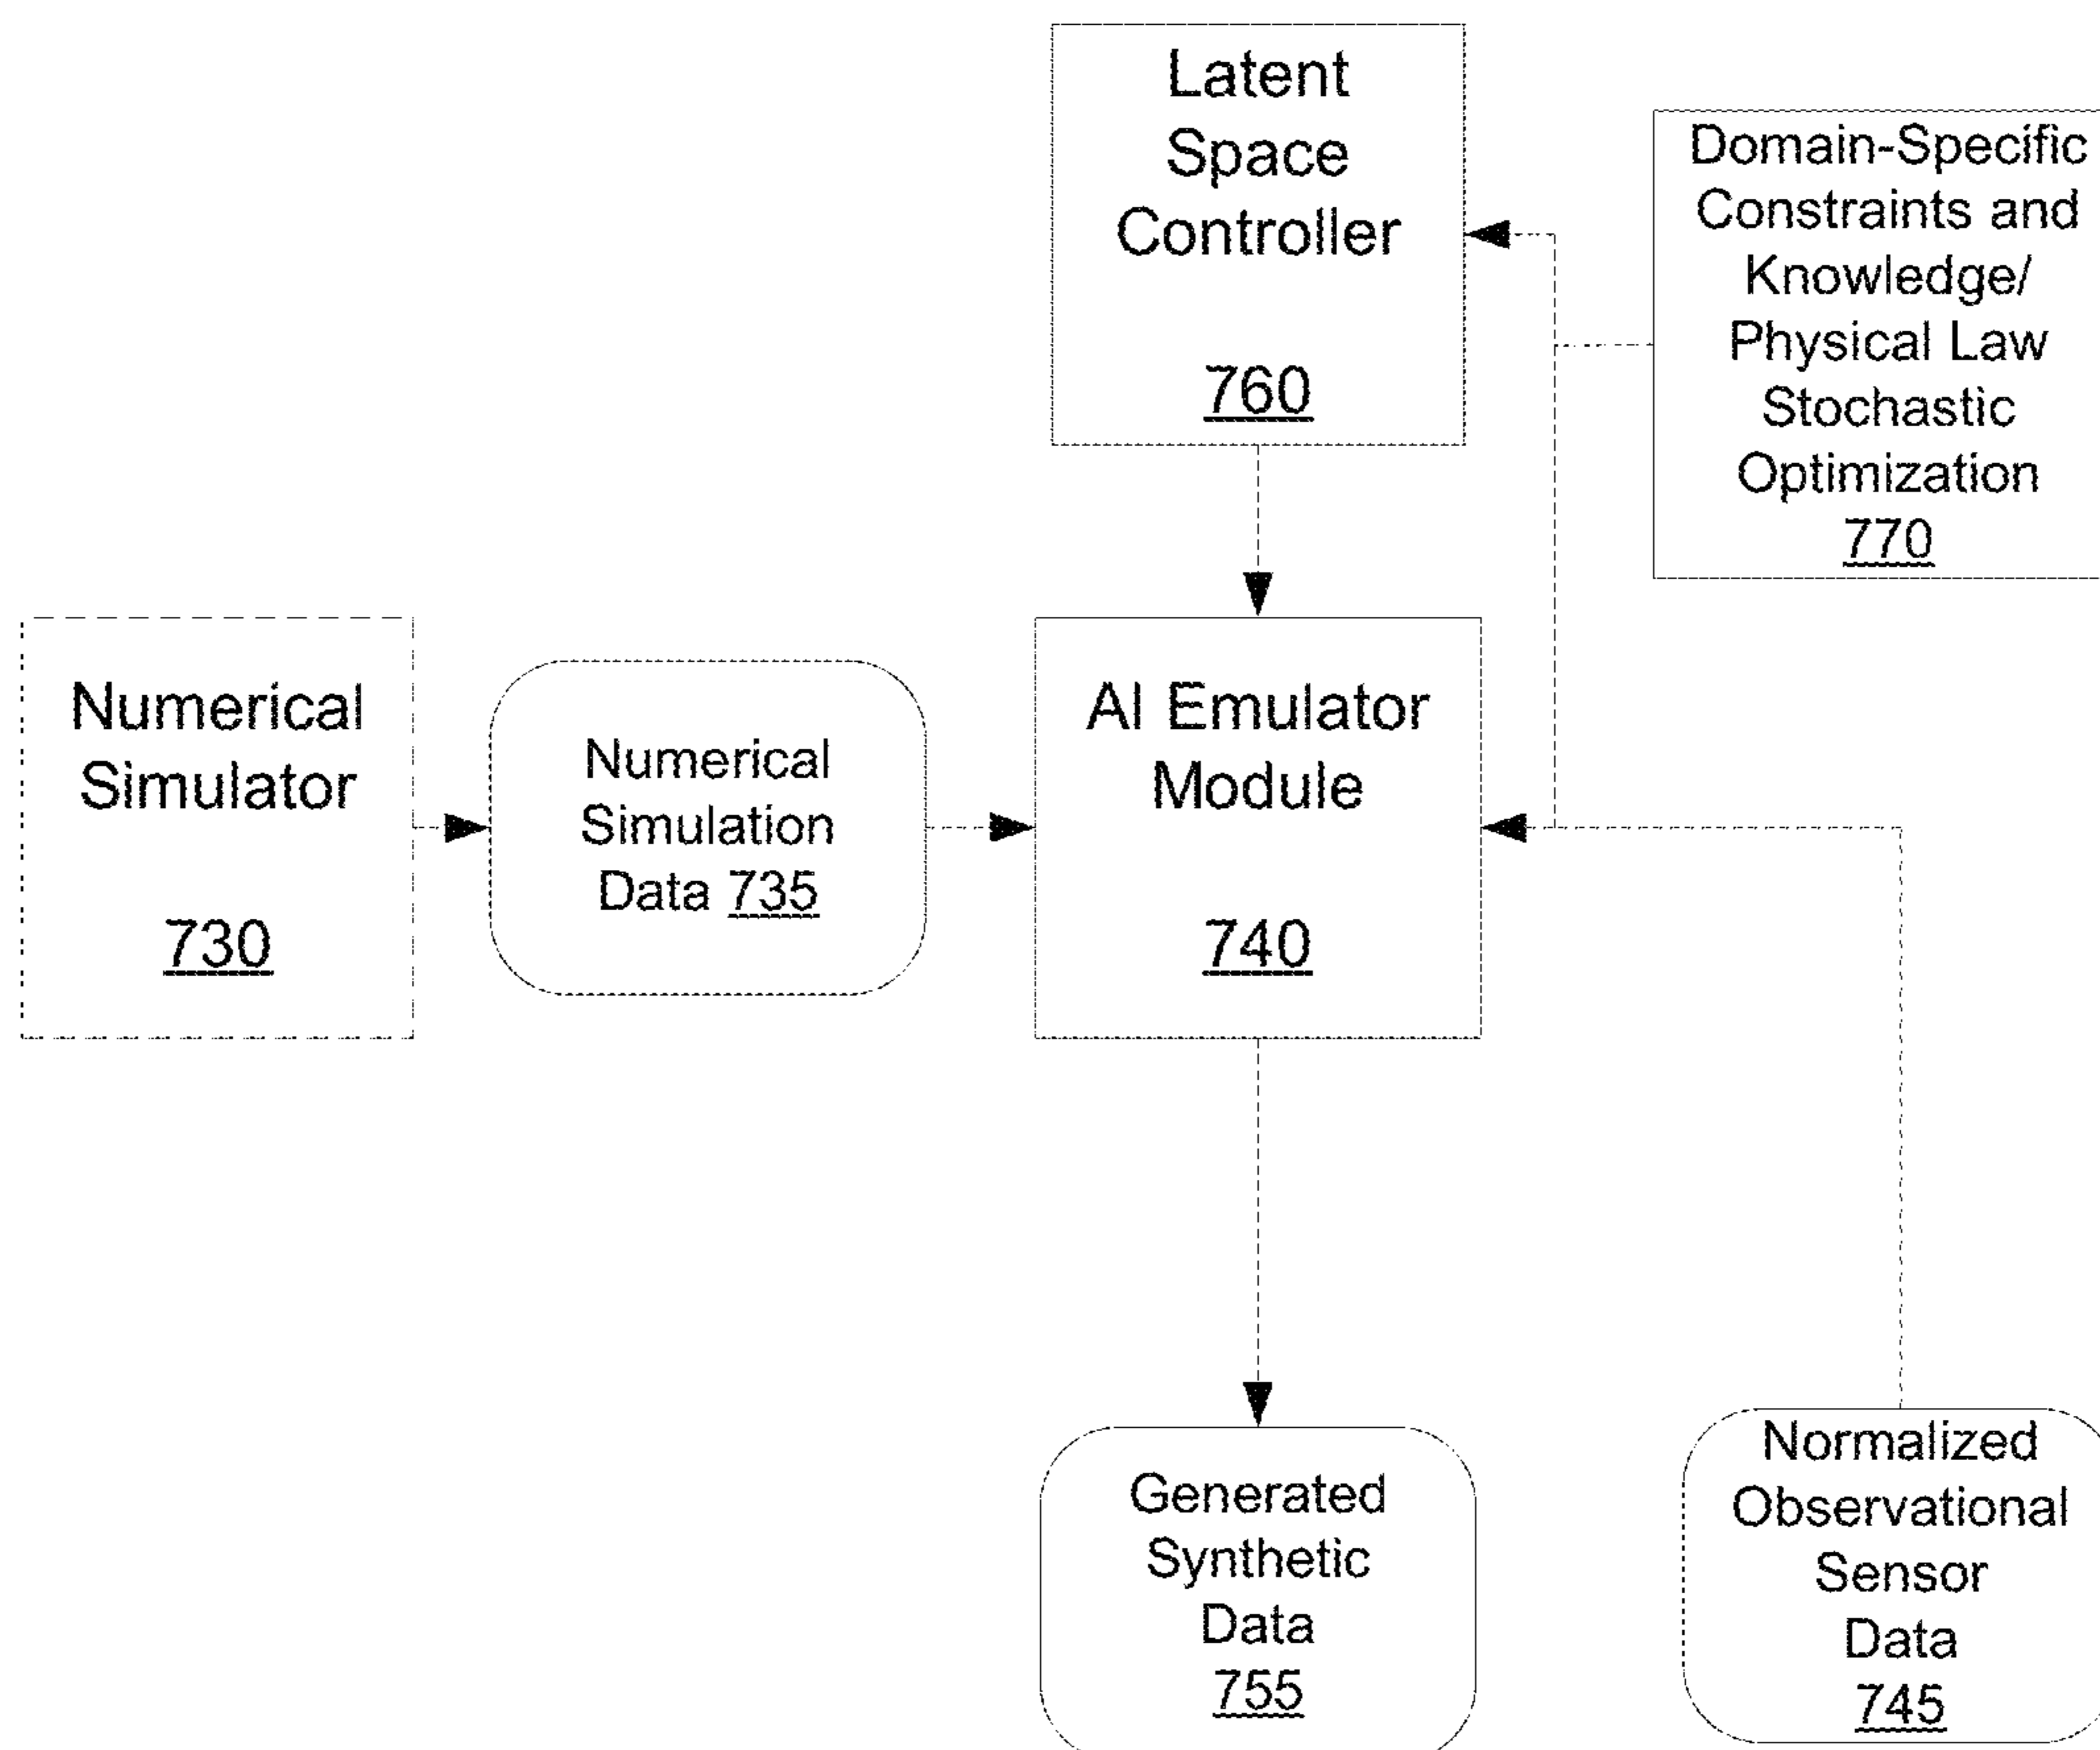 Latent
Space
Controller
760
Domain-Specific
Constraints and
Knowledge/
Physical Law
Stochastic
Optimization
770
Numerical
Simulator
730
Numerical
Simulation
Data 735
AI Emulator
Module
740
Generated
Synthetic
Data
755
Normalized
Observational
Sensor
Data
745